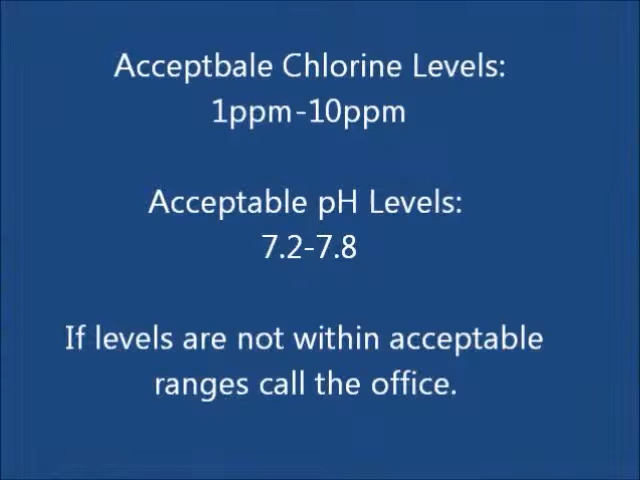 Acceptbale Chlorine Levels:
1ppm-10ppm
Acceptable pH Levels:
7.2-7.8
If levels are not within acceptable
ranges call the office.